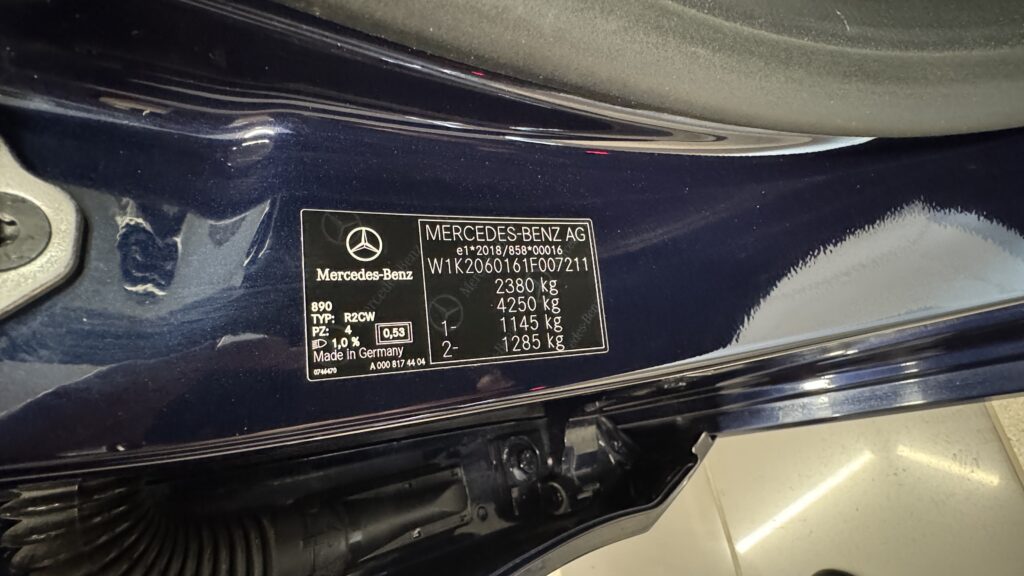 Mercedes-Benz
890
TYP: R2CW
PZ: 4
0,53
1,0 %
Made in Germany
0746470
A 000 817 44 04
MERCEDES-BENZ AG
e1*2018/858*00016
W1K2060161F007211
2380 kg
4250 kg
1- 1145 kg
2- 1285 kg